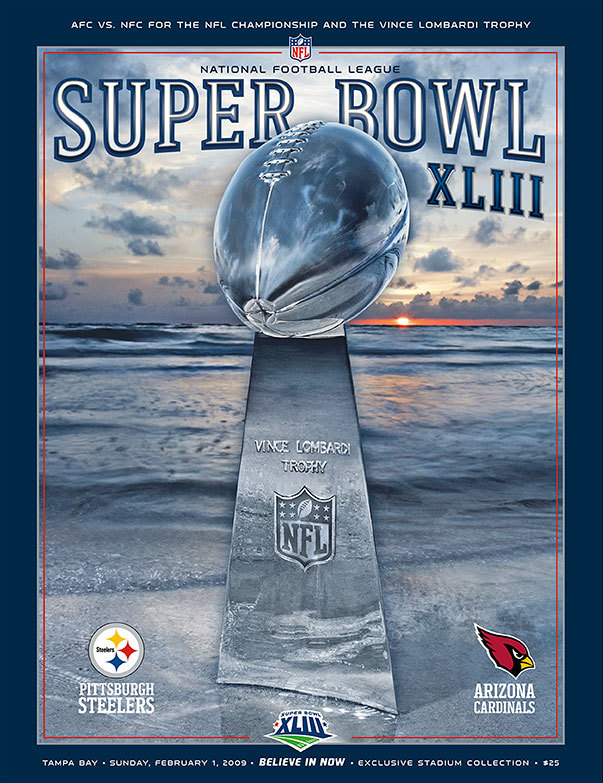 AFC VS. NFC FOR THE NFL CHAMPIONSHIP AND THE VINCE LOMBARDI TROPHY
NFL
NATIONAL FOOTBALL LEAGUE
SUPER BOWL
XLIII
VINCE LOMBARDI
TROPHY
NFL
Steelers
PITTSBURGH
STEELERS
ARIZONA
CARDINALS
SUPER BOWL
XLIII
TAMPA BAY • SUNDAY, FEBRUARY 1, 2009 • BELIEVE IN NOW • EXCLUSIVE STADIUM COLLECTION • $25